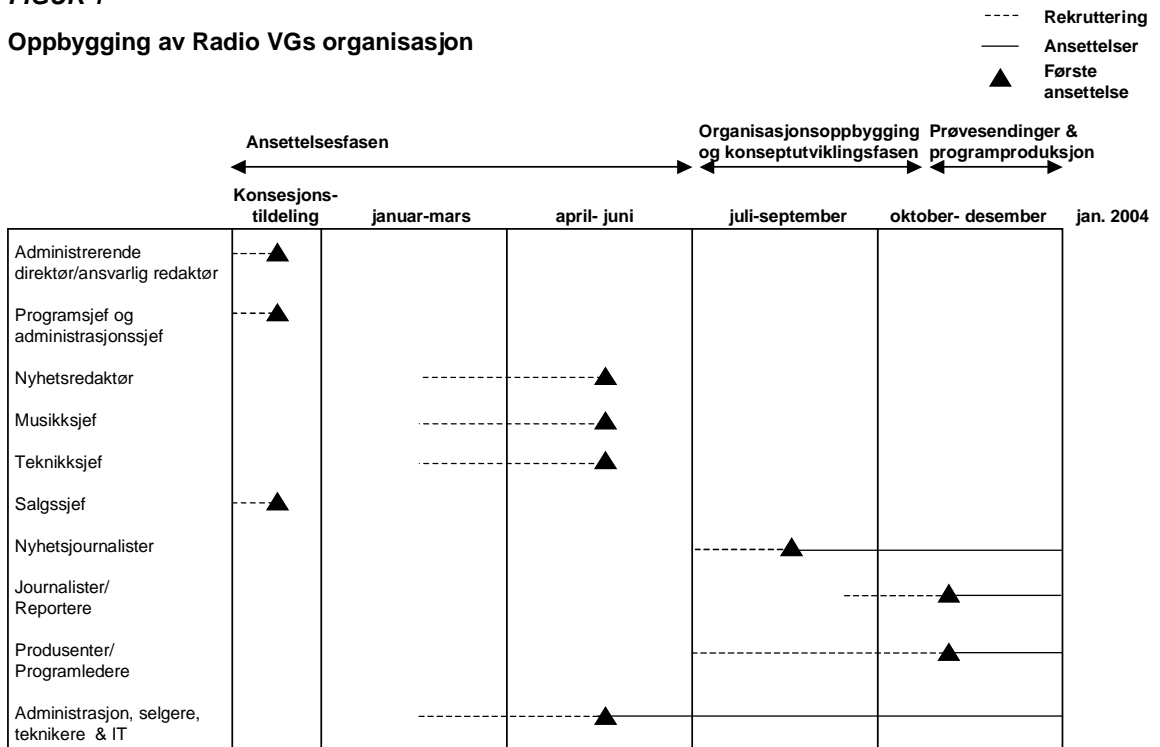 Oppbygging av Radio VGs organisasjon
Rekruttering
Ansettelser
Første
ansettelse
Ansettelsesfasen
Organisasjonsoppbygging
og konseptutviklingsfasen
Prøvesendinger &
programproduksjon
Konsesjons-
tildeling
januar-mars
april- juni
juli-september
oktober- desember
jan. 2004
Administrerende
direktør/ansvarlig redaktør
Programsjef og
administrasjonssjef
Nyhetsredaktør
Musikksjef
Teknikksjef
Salgssjef
Nyhetsjournalister
Journalister/
Reportere
Produsenter/
Programledere
Administrasjon, selgere,
teknikere & IT